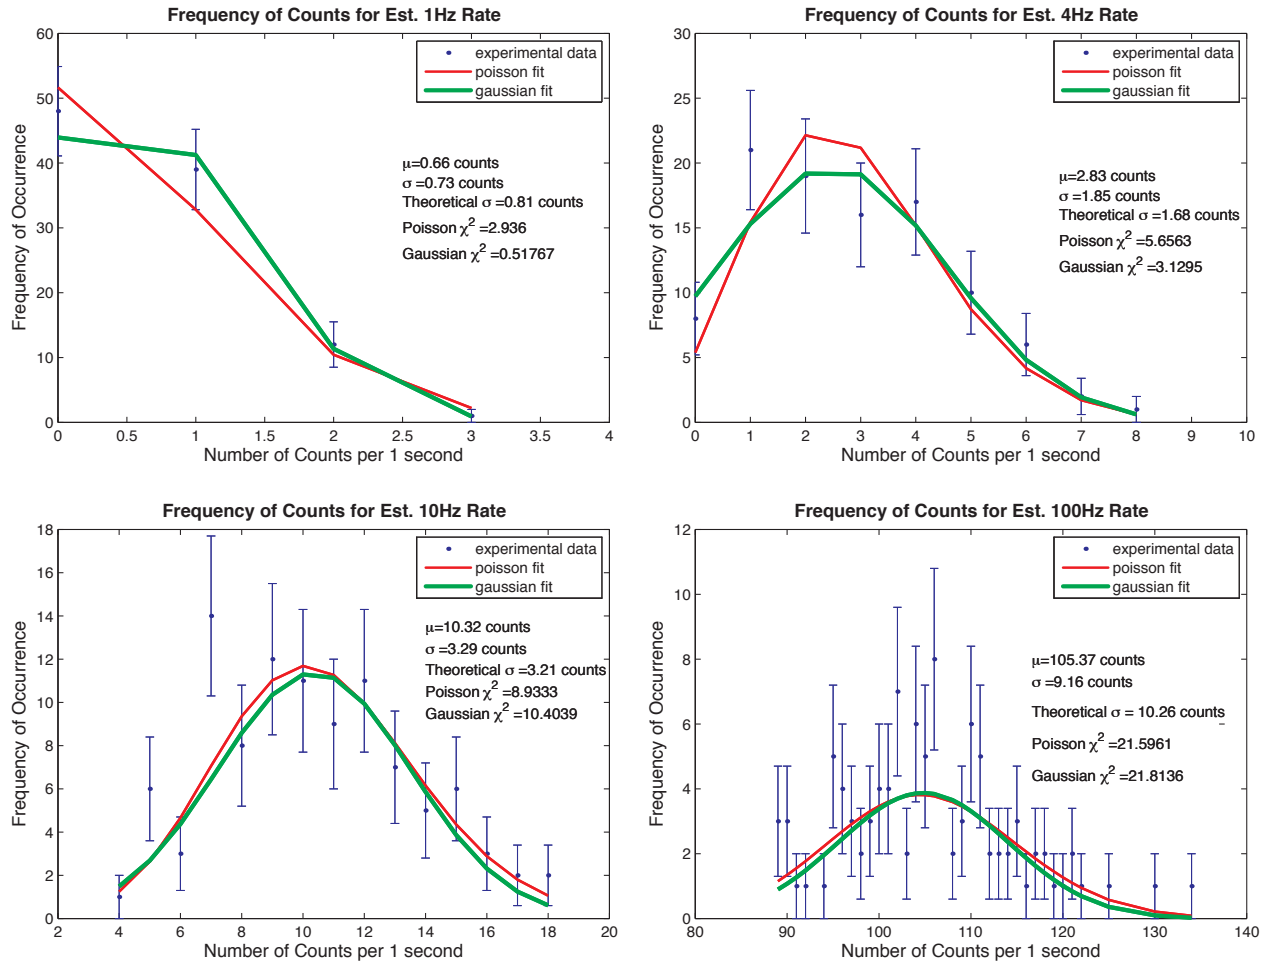 Frequency of Counts for Est. 1Hz Rate
60
50
40
30
20
10
0
Frequency of Occurrence
experimental data
poisson fit
gaussian fit
μ=0.66 counts
σ =0.73 counts
Theoretical σ =0.81 counts
Poisson χ² =2.936
Gaussian χ² =0.51767
0 0.5 1 1.5 2 2.5 3 3.5 4
Number of Counts per 1 second
Frequency of Counts for Est. 4Hz Rate
30
25
20
15
10
5
0
Frequency of Occurrence
experimental data
poisson fit
gaussian fit
μ=2.83 counts
σ =1.85 counts
Theoretical σ =1.68 counts
Poisson χ² =5.6563
Gaussian χ² =3.1295
0 1 2 3 4 5 6 7 8 9 10
Number of Counts per 1 second
Frequency of Counts for Est. 10Hz Rate
18
16
14
12
10
8
6
4
2
0
Frequency of Occurrence
experimental data
poisson fit
gaussian fit
μ=10.32 counts
σ =3.29 counts
Theoretical σ =3.21 counts
Poisson χ² =8.9333
Gaussian χ² =10.4039
2 4 6 8 10 12 14 16 18 20
Number of Counts per 1 second
Frequency of Counts for Est. 100Hz Rate
12
10
8
6
4
2
0
Frequency of Occurrence
experimental data
poisson fit
gaussian fit
μ=105.37 counts
σ =9.16 counts
Theoretical σ = 10.26 counts
Poisson χ² =21.5961
Gaussian χ² =21.8136
80 90 100 110 120 130 140
Number of Counts per 1 second